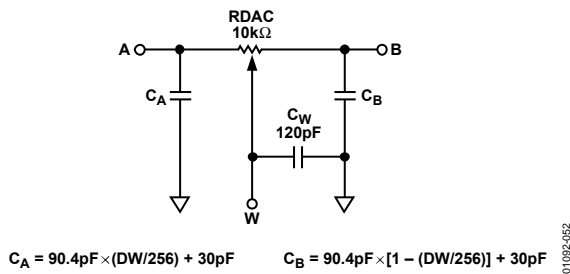 RDAC
10kΩ
A
B
CA
CB
CW
120pF
W
CA = 90.4pF×(DW/256) + 30pF
CB = 90.4pF×[1 – (DW/256)] + 30pF
01092-052